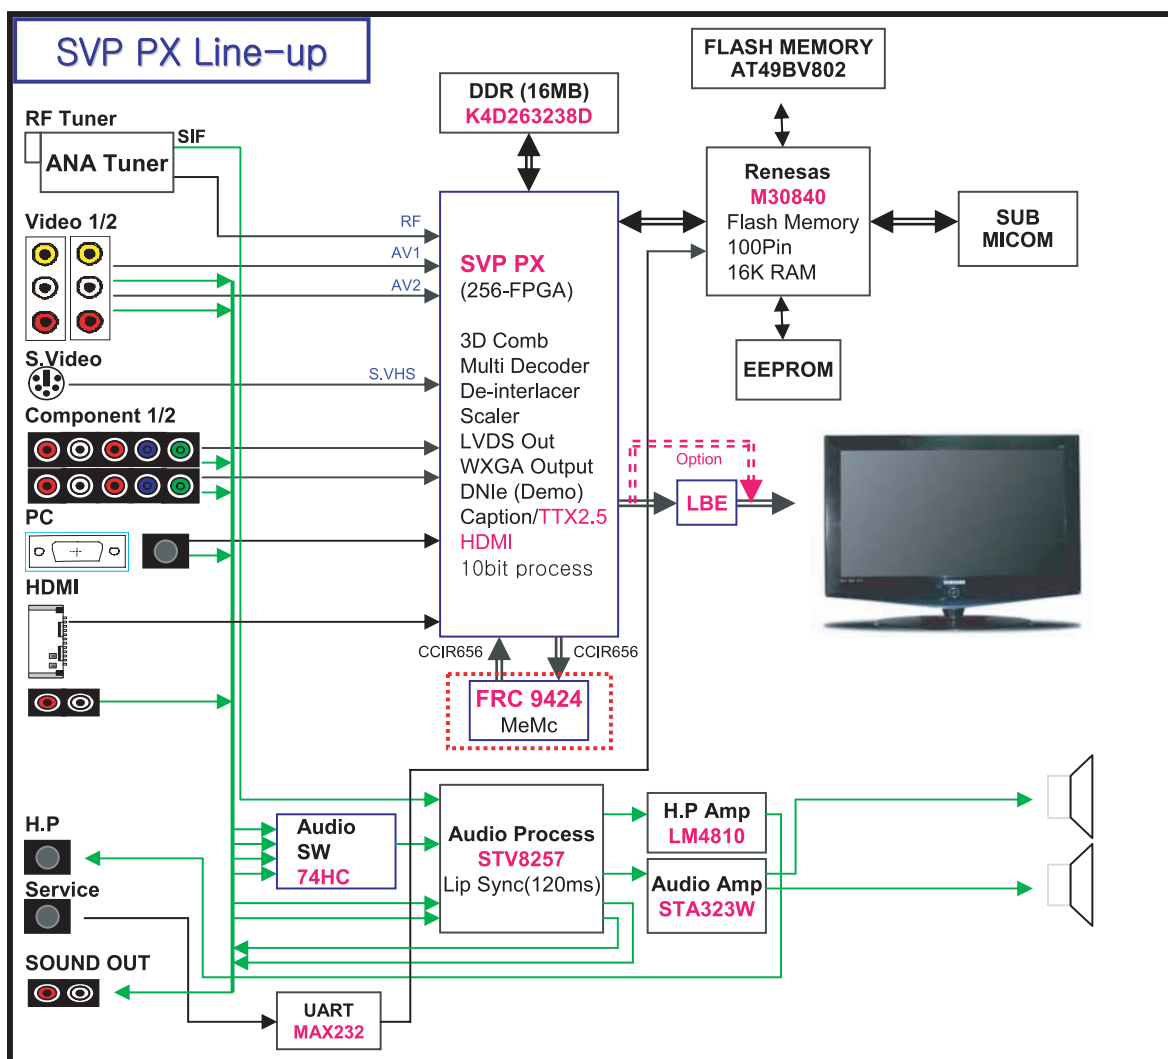 SVP PX Line-up
FLASH MEMORY
AT49BV802
DDR (16MB)
K4D263238D
RF Tuner
SIF
ANA Tuner
Renesas
M30840
Flash Memory
100Pin
16K RAM
SUB
MICOM
EEPROM
Video 1/2
RF
AV1
AV2
S.Video
S.VHS
Component 1/2
PC
HDMI
SVP PX
(256-FPGA)
3D Comb
Multi Decoder
De-interlacer
Scaler
LVDS Out
WXGA Output
DNIe (Demo)
Caption/TTX2.5
HDMI
10bit process
Option
LBE
SAMSUNG
CCIR656
CCIR656
FRC 9424
MeMc
H.P
Service
SOUND OUT
Audio
SW
74HC
Audio Process
STV8257
Lip Sync(120ms)
H.P Amp
LM4810
Audio Amp
STA323W
UART
MAX232